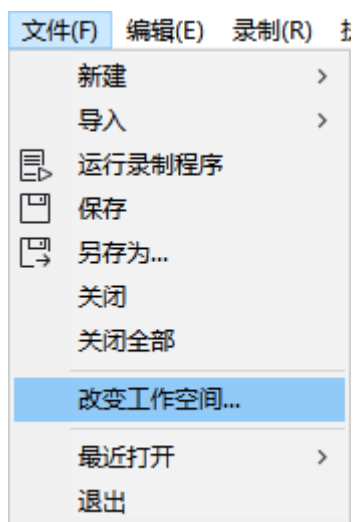 文件(F) 编辑(E) 录制(R)
新建
导入
运行录制程序
保存
另存为...
关闭
关闭全部
改变工作空间...
最近打开
退出